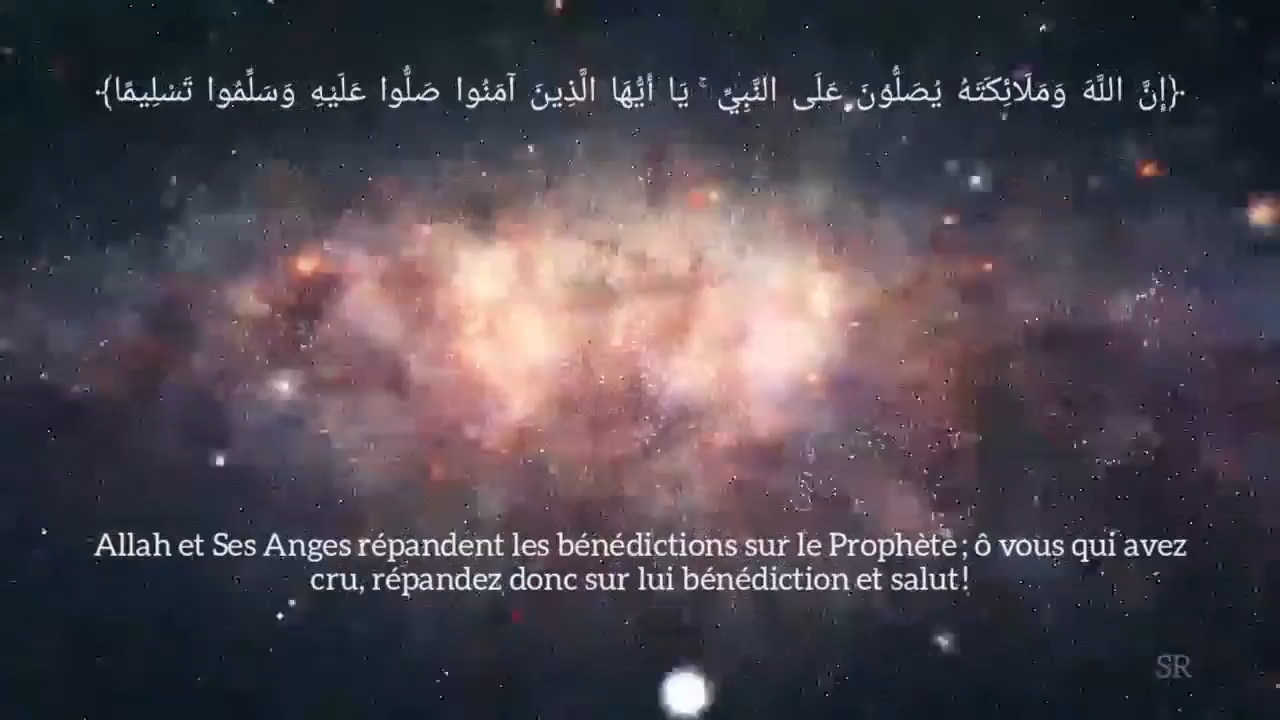 ﴿إِنَّ اللَّهَ وَمَلَائِكَتَهُ يُصَلُّونَ عَلَى النَّبِيِّ ۚ يَا أَيُّهَا الَّذِينَ آمَنُوا صَلُّوا عَلَيْهِ وَسَلِّمُوا تَسْلِيمًا﴾
Allah et Ses Anges répandent les bénédictions sur le Prophète ; ô vous qui avez
cru, répandez donc sur lui bénédiction et salut!
SR